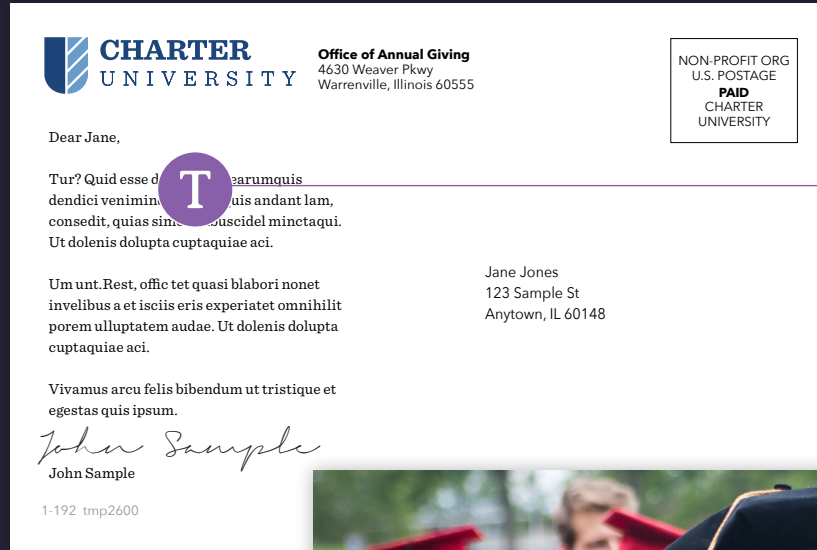 CHARTER
UNIVERSITY
Office of Annual Giving
4630 Weaver Pkwy
Warrenville, Illinois 60555
NON-PROFIT ORG
U.S. POSTAGE
PAID
CHARTER
UNIVERSITY
Dear Jane,
Tur? Quid esse earumquis
dendici andant lam,
consedit, quias minctaqui.
Ut dolenis dolupta cuptaquiae aci.
T
Um unt.Rest, offic tet quasi blabori nonet
invelibus a et isciis eris experiatet omnihilit
porem ulluptatem audae. Ut dolenis dolupta
cuptaquiae aci.
Vivamus arcu felis bibendum ut tristique et
egestas quis ipsum.
John Sample
John Sample
1-192 tmp2600
Jane Jones
123 Sample St
Anytown, IL 60148